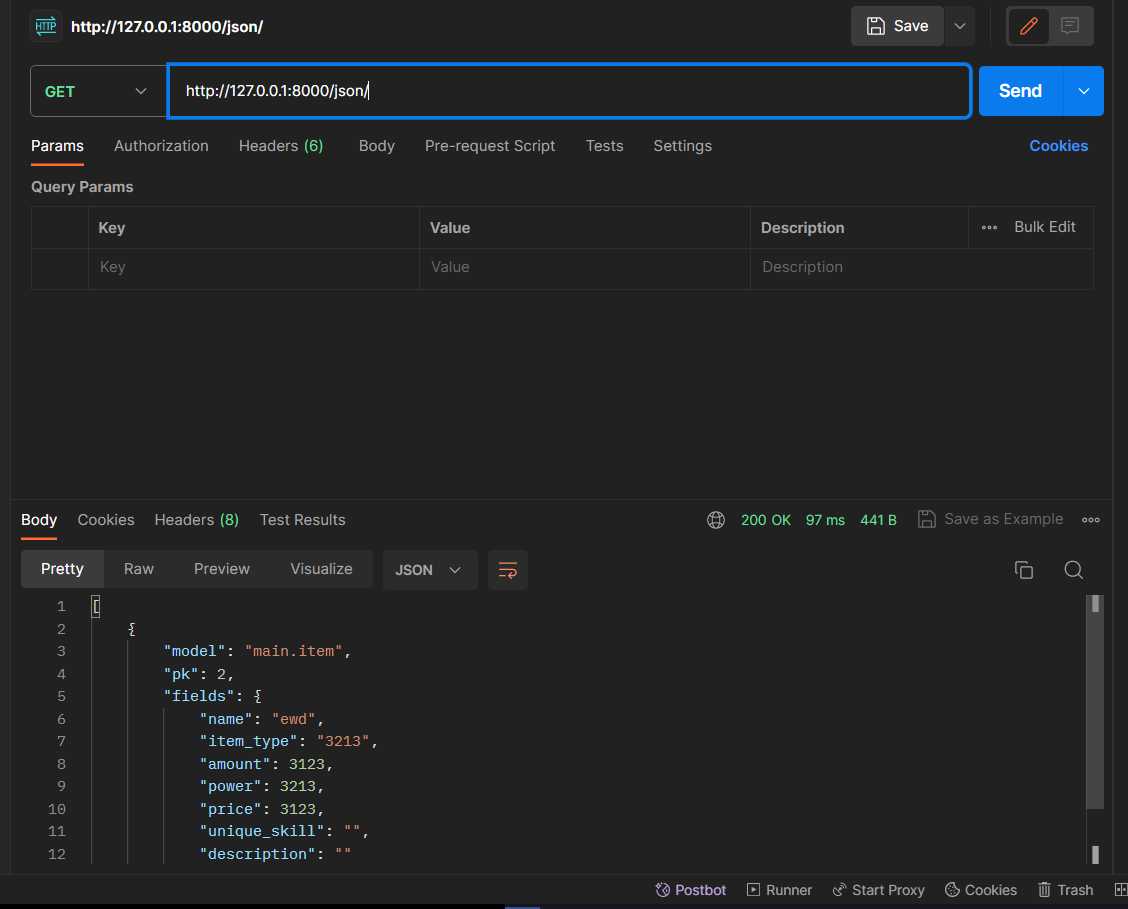 HTTP http://127.0.0.1:8000/json/ Save
GET http://127.0.0.1:8000/json/ Send
Params Authorization Headers (6) Body Pre-request Script Tests Settings Cookies
Query Params
Key Value Description Bulk Edit
Key Value Description
Body Cookies Headers (8) Test Results 200 OK 97 ms 441 B Save as Example
Pretty Raw Preview Visualize JSON
1 [
2 {
3 "model": "main.item",
4 "pk": 2,
5 "fields": {
6 "name": "ewd",
7 "item_type": "3213",
8 "amount": 3123,
9 "power": 3213,
10 "price": 3123,
11 "unique_skill": "",
12 "description": ""
Postbot Runner Start Proxy Cookies Trash